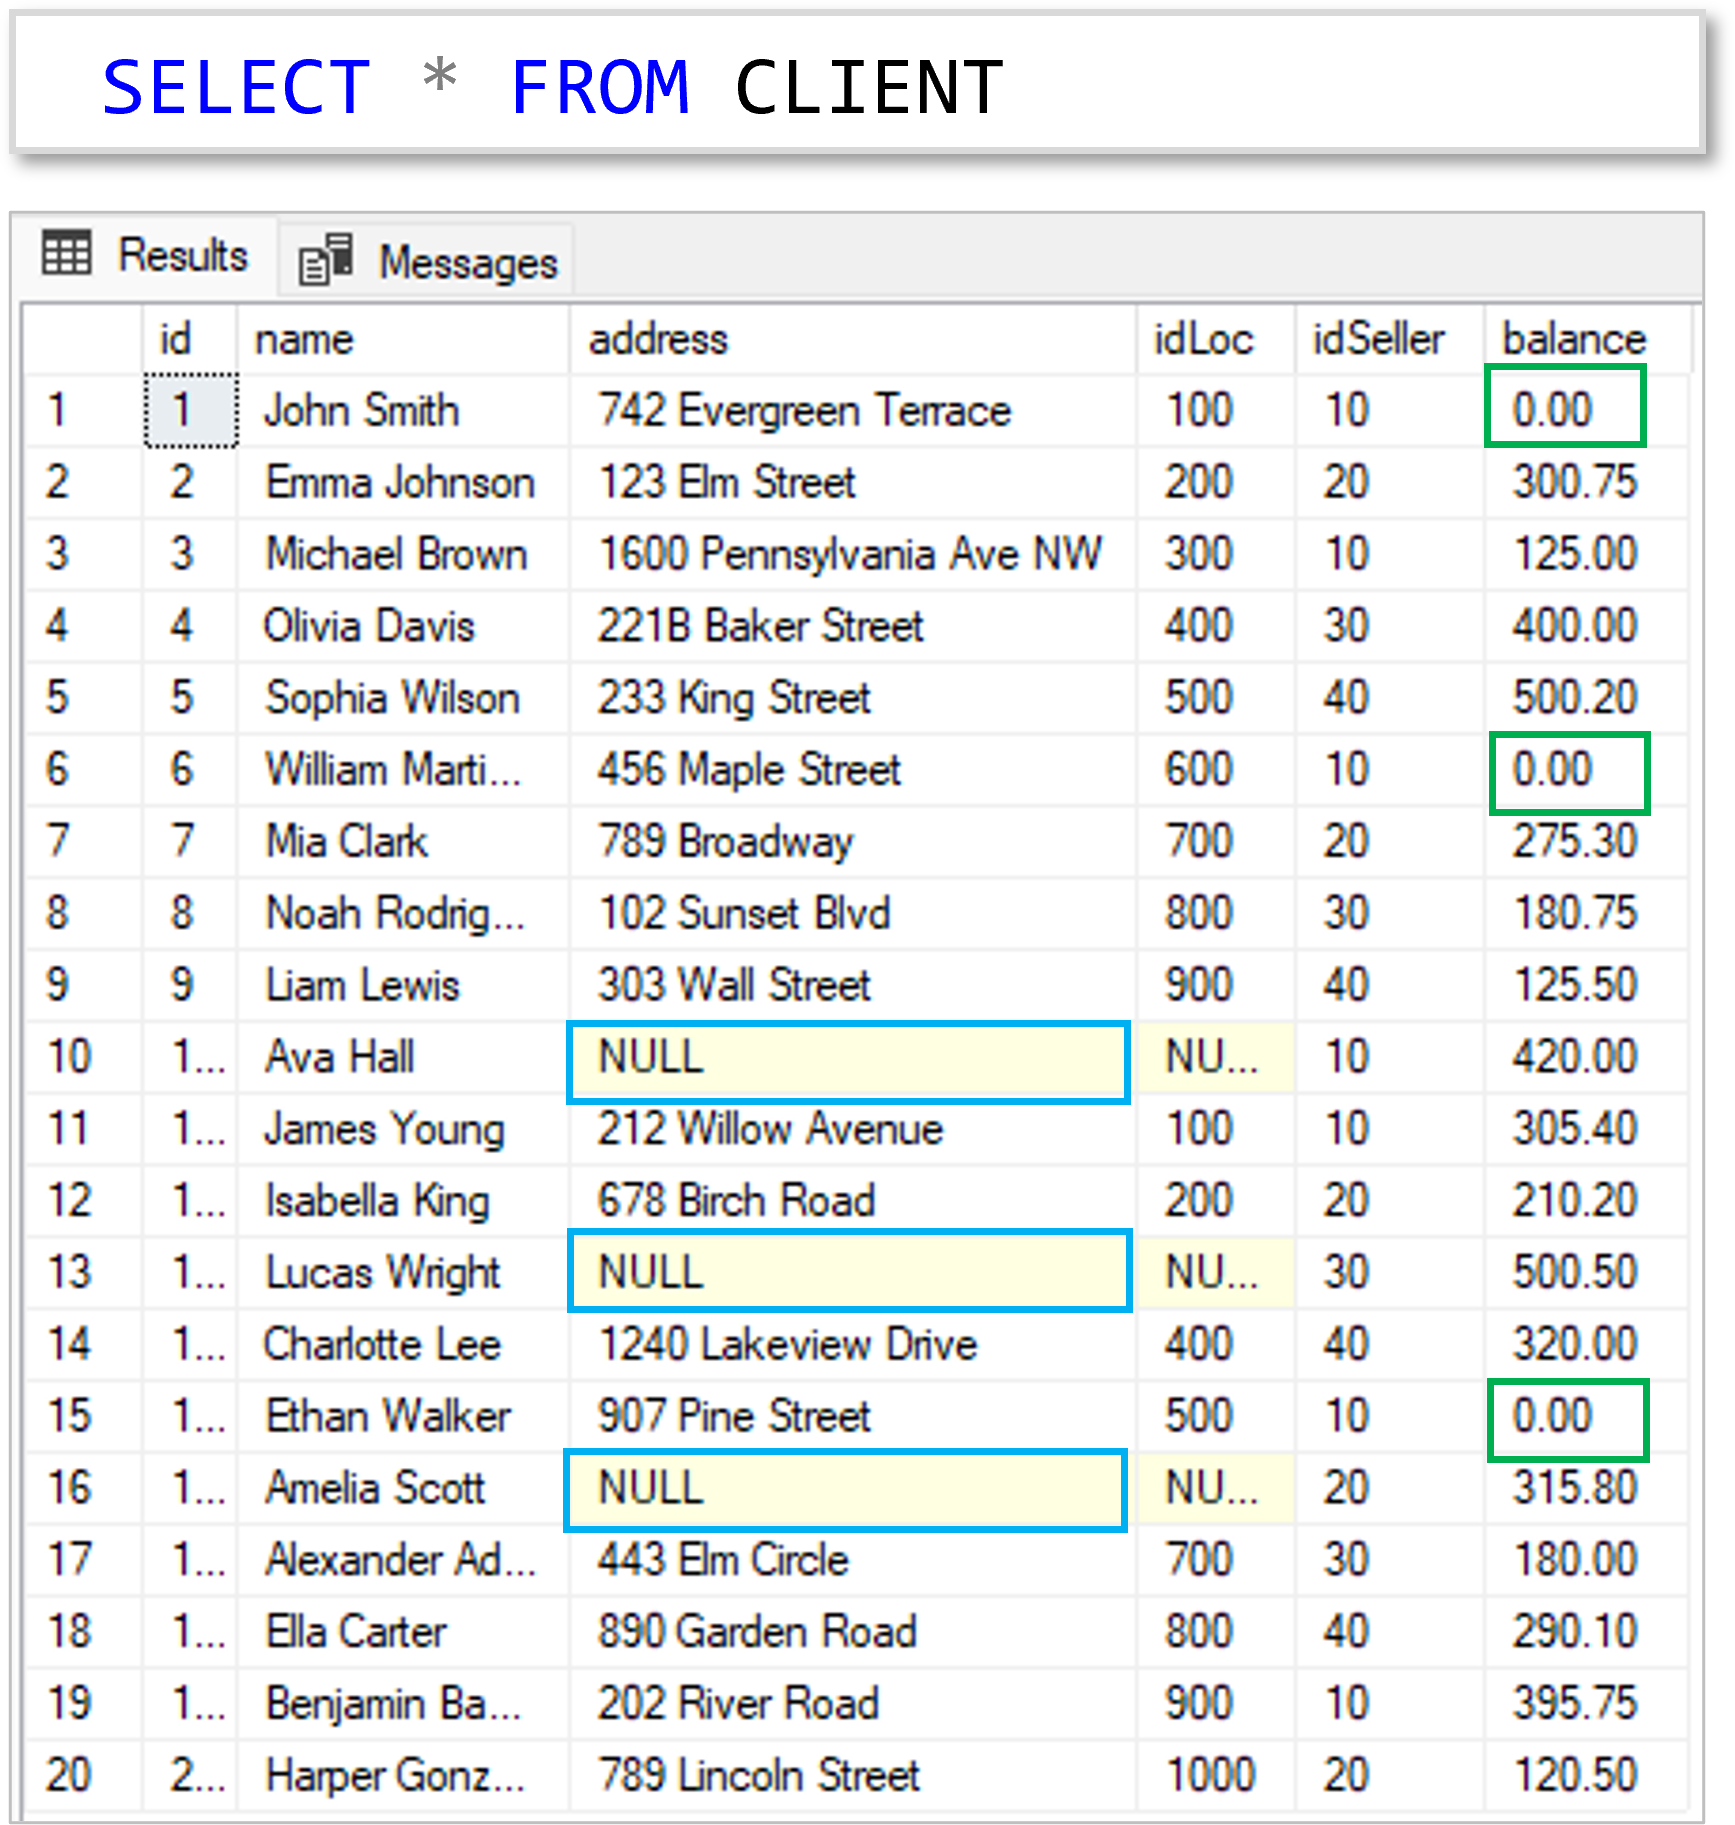 SELECT * FROM CLIENT
Results Messages
id name address idLoc idSeller balance
1 1 John Smith 742 Evergreen Terrace 100 10 0.00
2 2 Emma Johnson 123 Elm Street 200 20 300.75
3 3 Michael Brown 1600 Pennsylvania Ave NW 300 10 125.00
4 4 Olivia Davis 221B Baker Street 400 30 400.00
5 5 Sophia Wilson 233 King Street 500 40 500.20
6 6 William Marti... 456 Maple Street 600 10 0.00
7 7 Mia Clark 789 Broadway 700 20 275.30
8 8 Noah Rodrig... 102 Sunset Blvd 800 30 180.75
9 9 Liam Lewis 303 Wall Street 900 40 125.50
10 1... Ava Hall NULL NU... 10 420.00
11 1... James Young 212 Willow Avenue 100 10 305.40
12 1... Isabella King 678 Birch Road 200 20 210.20
13 1... Lucas Wright NULL NU... 30 500.50
14 1... Charlotte Lee 1240 Lakeview Drive 400 40 320.00
15 1... Ethan Walker 907 Pine Street 500 10 0.00
16 1... Amelia Scott NULL NU... 20 315.80
17 1... Alexander Ad... 443 Elm Circle 700 30 180.00
18 1... Ella Carter 890 Garden Road 800 40 290.10
19 1... Benjamin Ba... 202 River Road 900 10 395.75
20 2... Harper Gonz... 789 Lincoln Street 1000 20 120.50